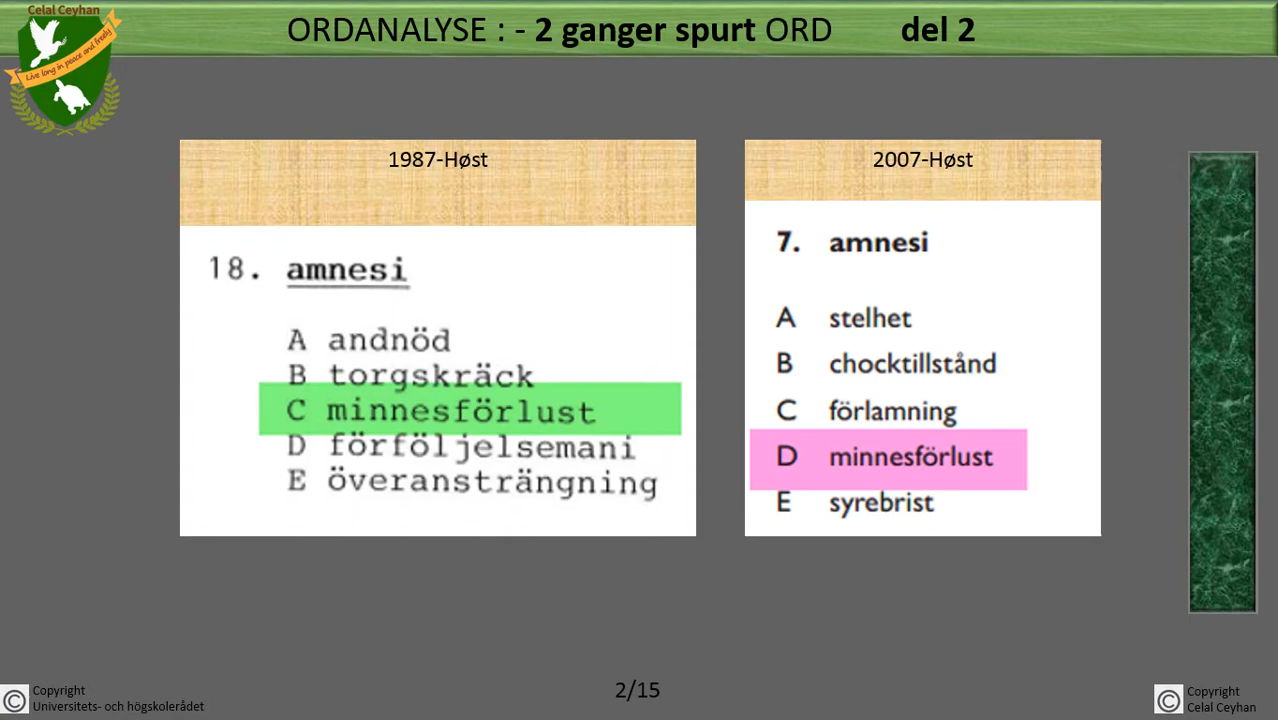 Celal Ceyhan
Live long in peace and freely
ORDANALYSE : - 2 ganger spurt ORD del 2
1987-Høst
18. amnesi
A andnöd
B torgskräck
C minnesförlust
D förföljelsemani
E överansträngning
2007-Høst
7. amnesi
A stelhet
B chocktillstånd
C förlamning
D minnesförlust
E syrebrist
Copyright
Universitets- och högskolerådet
2/15
Copyright
Celal Ceyhan